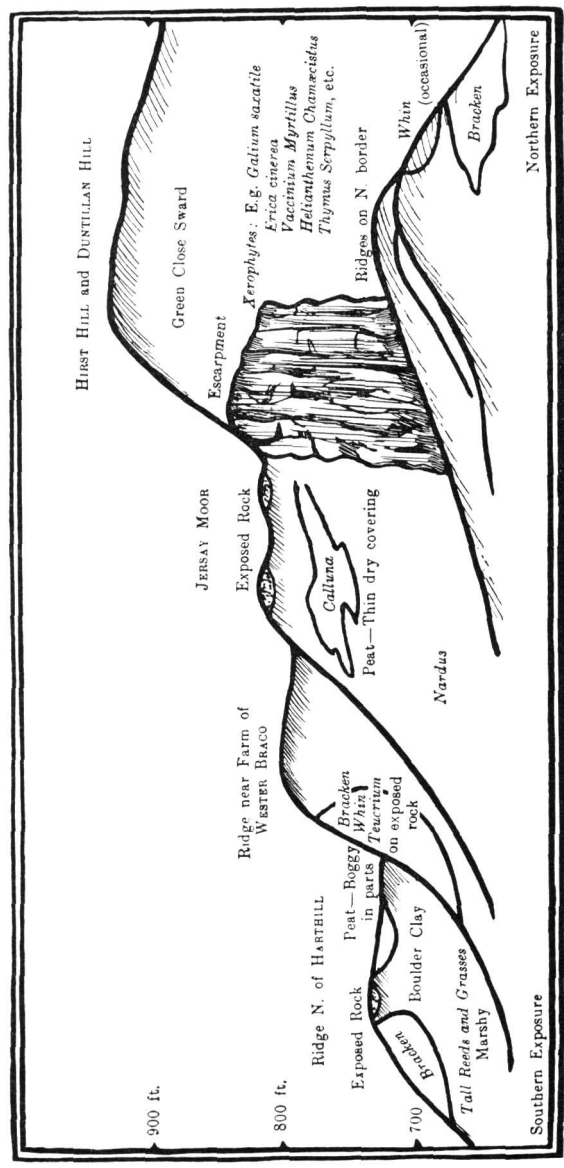 HIRST HILL and DUNTILLAN HILL
Green Close Sward
Escarpment
Xerophytes: E.g. Galium saxatile
Erica cinerea
Vaccinium Myrtillus
Helianthemum Chamæcistus
Thymus Serpyllum, etc.
Ridges on N. border
Whin
(occasional)
Bracken
Northern Exposure
JERSAY MOOR
Exposed Rock
Calluna
Peat—Thin dry covering
Nardus
Ridge near Farm of
WESTER BRACO
Bracken
Whin
Teucrium
on exposed
rock
Ridge N. of HARTHILL
Peat—Boggy
in parts
Exposed Rock
Boulder Clay
Bracken
Tall Reeds and Grasses
Marshy
900 ft.
800 ft.
700
Southern Exposure